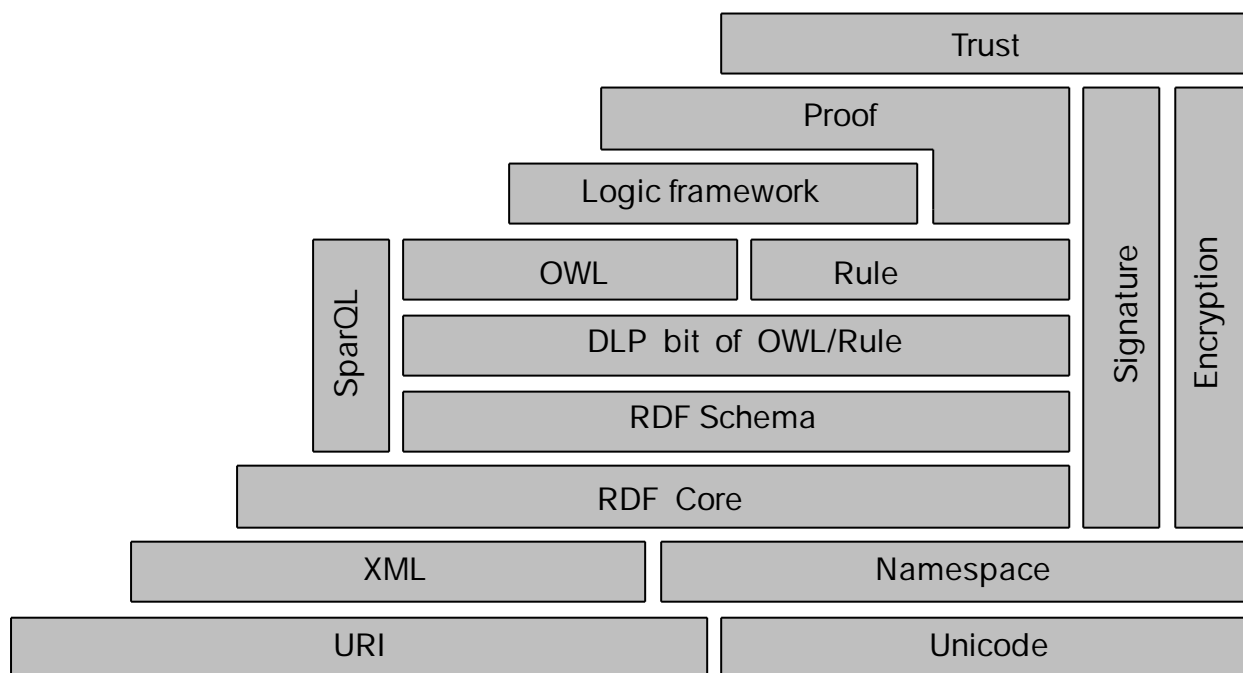 Trust
Proof
Logic framework
SparQL
OWL
Rule
DLP bit of OWL/Rule
RDF Schema
RDF Core
Signature
Encryption
XML
Namespace
URI
Unicode